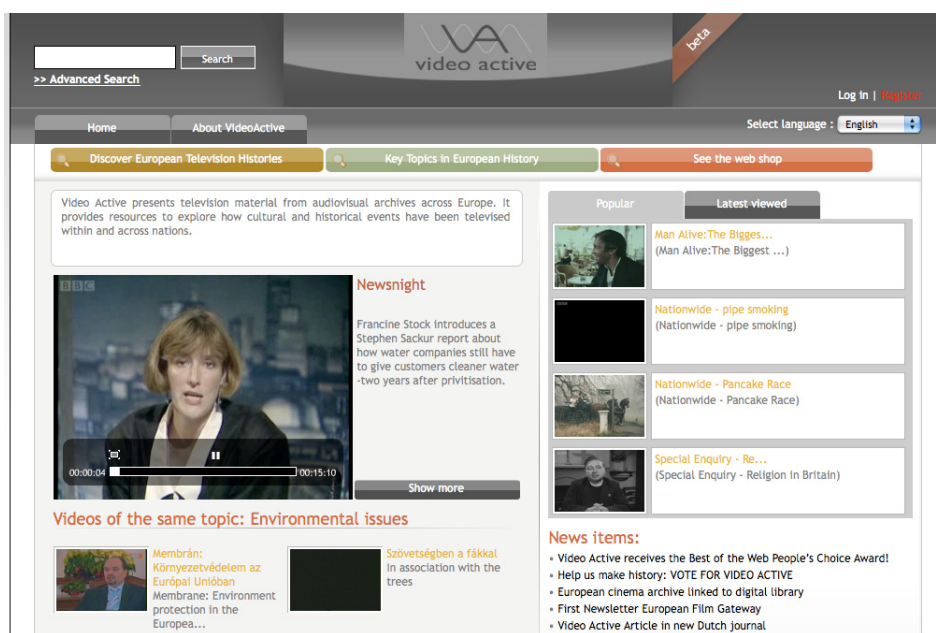 Search
>> Advanced Search
video active
beta
Log in | Register
Home
About VideoActive
Select language :
English
Discover European Television Histories
Key Topics in European History
See the web shop
Video Active presents television material from audiovisual archives across Europe. It
provides resources to explore how cultural and historical events have been televised
within and across nations.
BBC
Newsnight
Francine Stock introduces a
Stephen Sackur report about
how water companies still have
to give customers cleaner water
-two years after privitisation.
00:00:04
00:15:10
Show more
Videos of the same topic: Environmental issues
Membrán:
Környezetvédelem az
Európai Unióban
Membrane: Environment
protection in the
Europea...
Szövetségben a fákkal
In association with the
trees
Popular
Latest viewed
Man Alive:The Bigges...
(Man Alive:The Biggest ...)
Nationwide - pipe smoking
(Nationwide - pipe smoking)
Nationwide - Pancake Race
(Nationwide - Pancake Race)
Special Enquiry - Re...
(Special Enquiry - Religion in Britain)
News items:
• Video Active receives the Best of the Web People's Choice Award!
• Help us make history: VOTE FOR VIDEO ACTIVE
• European cinema archive linked to digital library
• First Newsletter European Film Gateway
• Video Active Article in new Dutch journal